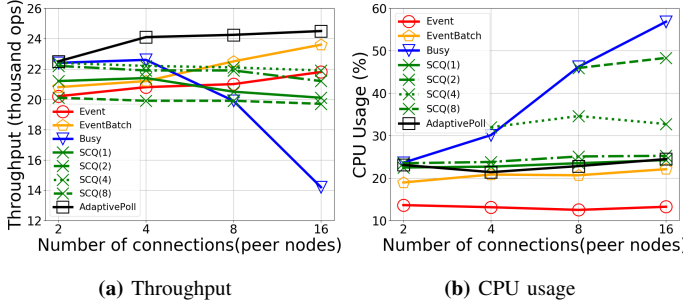 26
24
22
20
18
16
14
12
Throughput (thousand ops)
Event
EventBatch
Busy
SCQ(1)
SCQ(2)
SCQ(4)
SCQ(8)
AdaptivePoll
2
4
8
16
Number of connections(peer nodes)
(a) Throughput
60
50
40
30
20
10
CPU Usage (%)
Event
EventBatch
Busy
SCQ(1)
SCQ(2)
SCQ(4)
SCQ(8)
AdaptivePoll
2
4
8
16
Number of connections(peer nodes)
(b) CPU usage